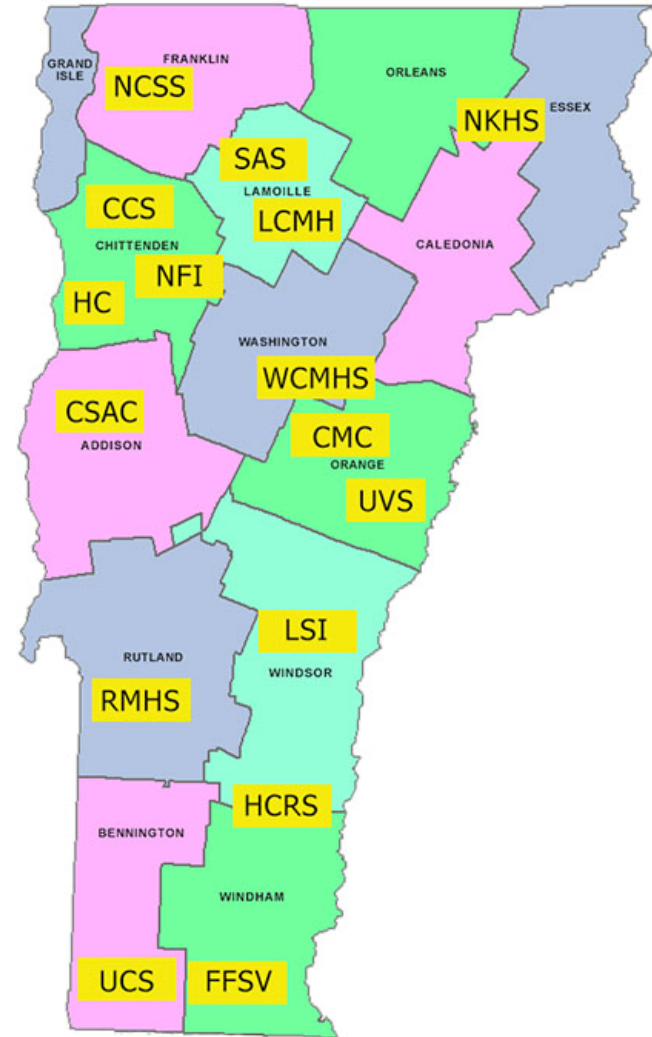 GRAND
ISLE
FRANKLIN
NCSS
ORLEANS
ESSEX
NKHS
SAS
LAMOILLE
LCMH
CCS
CHITTENDEN
NFI
HC
CALEDONIA
WASHINGTON
WCMHS
CSAC
ADDISON
CMC
ORANGE
UVS
LSI
WINDSOR
RUTLAND
RMHS
HCRS
BENNINGTON
WINDHAM
UCS
FFSV